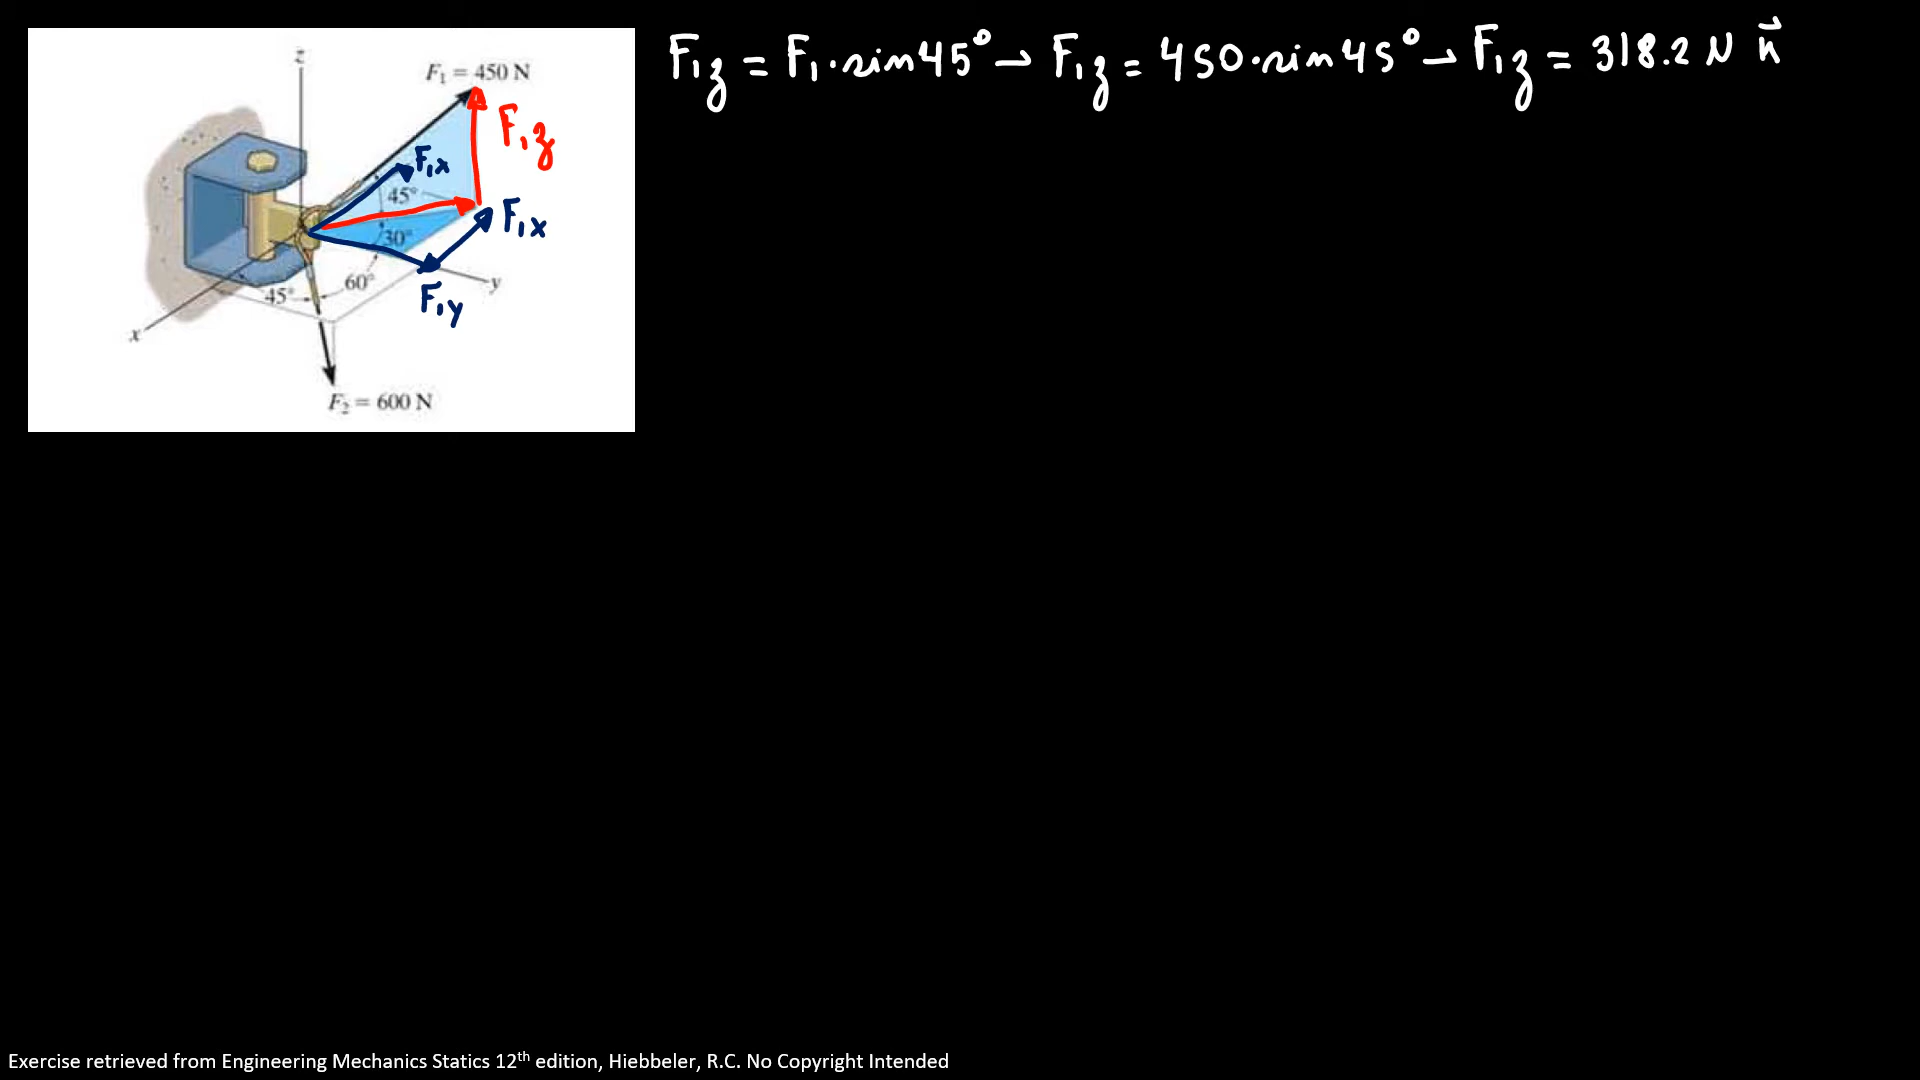 F₁z = F₁·sin45° → F₁z = 450·sin45° → F₁z = 318.2 N k⃗
z
F₁ = 450 N
F₁z
F₁x
45°
F₁x
30°
60°
y
45°
F₁y
x
F₂ = 600 N
Exercise retrieved from Engineering Mechanics Statics 12th edition, Hiebbeler, R.C. No Copyright Intended